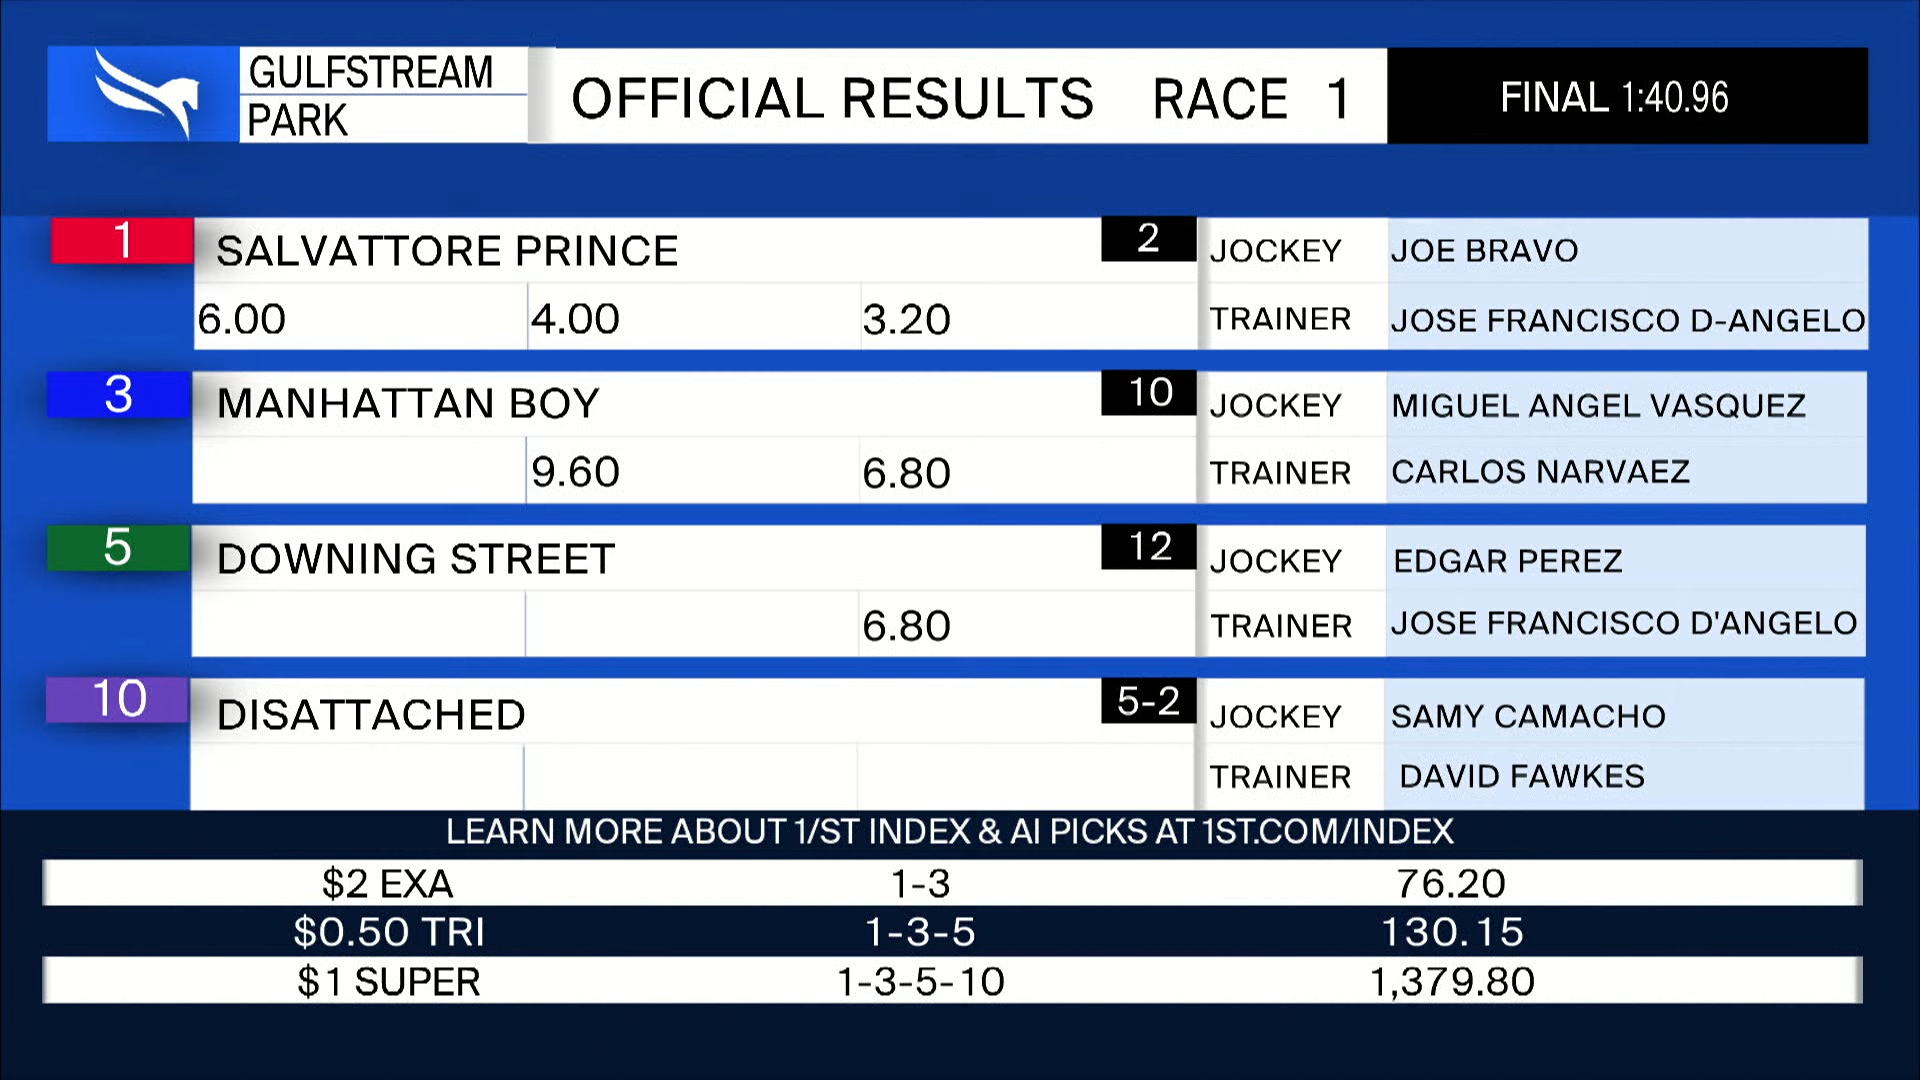 GULFSTREAM
PARK
OFFICIAL RESULTS RACE 1
FINAL 1:40.96
1 SALVATTORE PRINCE 2 JOCKEY JOE BRAVO
6.00 4.00 3.20 TRAINER JOSE FRANCISCO D-ANGELO
3 MANHATTAN BOY 10 JOCKEY MIGUEL ANGEL VASQUEZ
9.60 6.80 TRAINER CARLOS NARVAEZ
5 DOWNING STREET 12 JOCKEY EDGAR PEREZ
6.80 TRAINER JOSE FRANCISCO D'ANGELO
10 DISATTACHED 5-2 JOCKEY SAMY CAMACHO
TRAINER DAVID FAWKES
LEARN MORE ABOUT 1/ST INDEX & AI PICKS AT 1ST.COM/INDEX
$2 EXA 1-3 76.20
$0.50 TRI 1-3-5 130.15
$1 SUPER 1-3-5-10 1,379.80